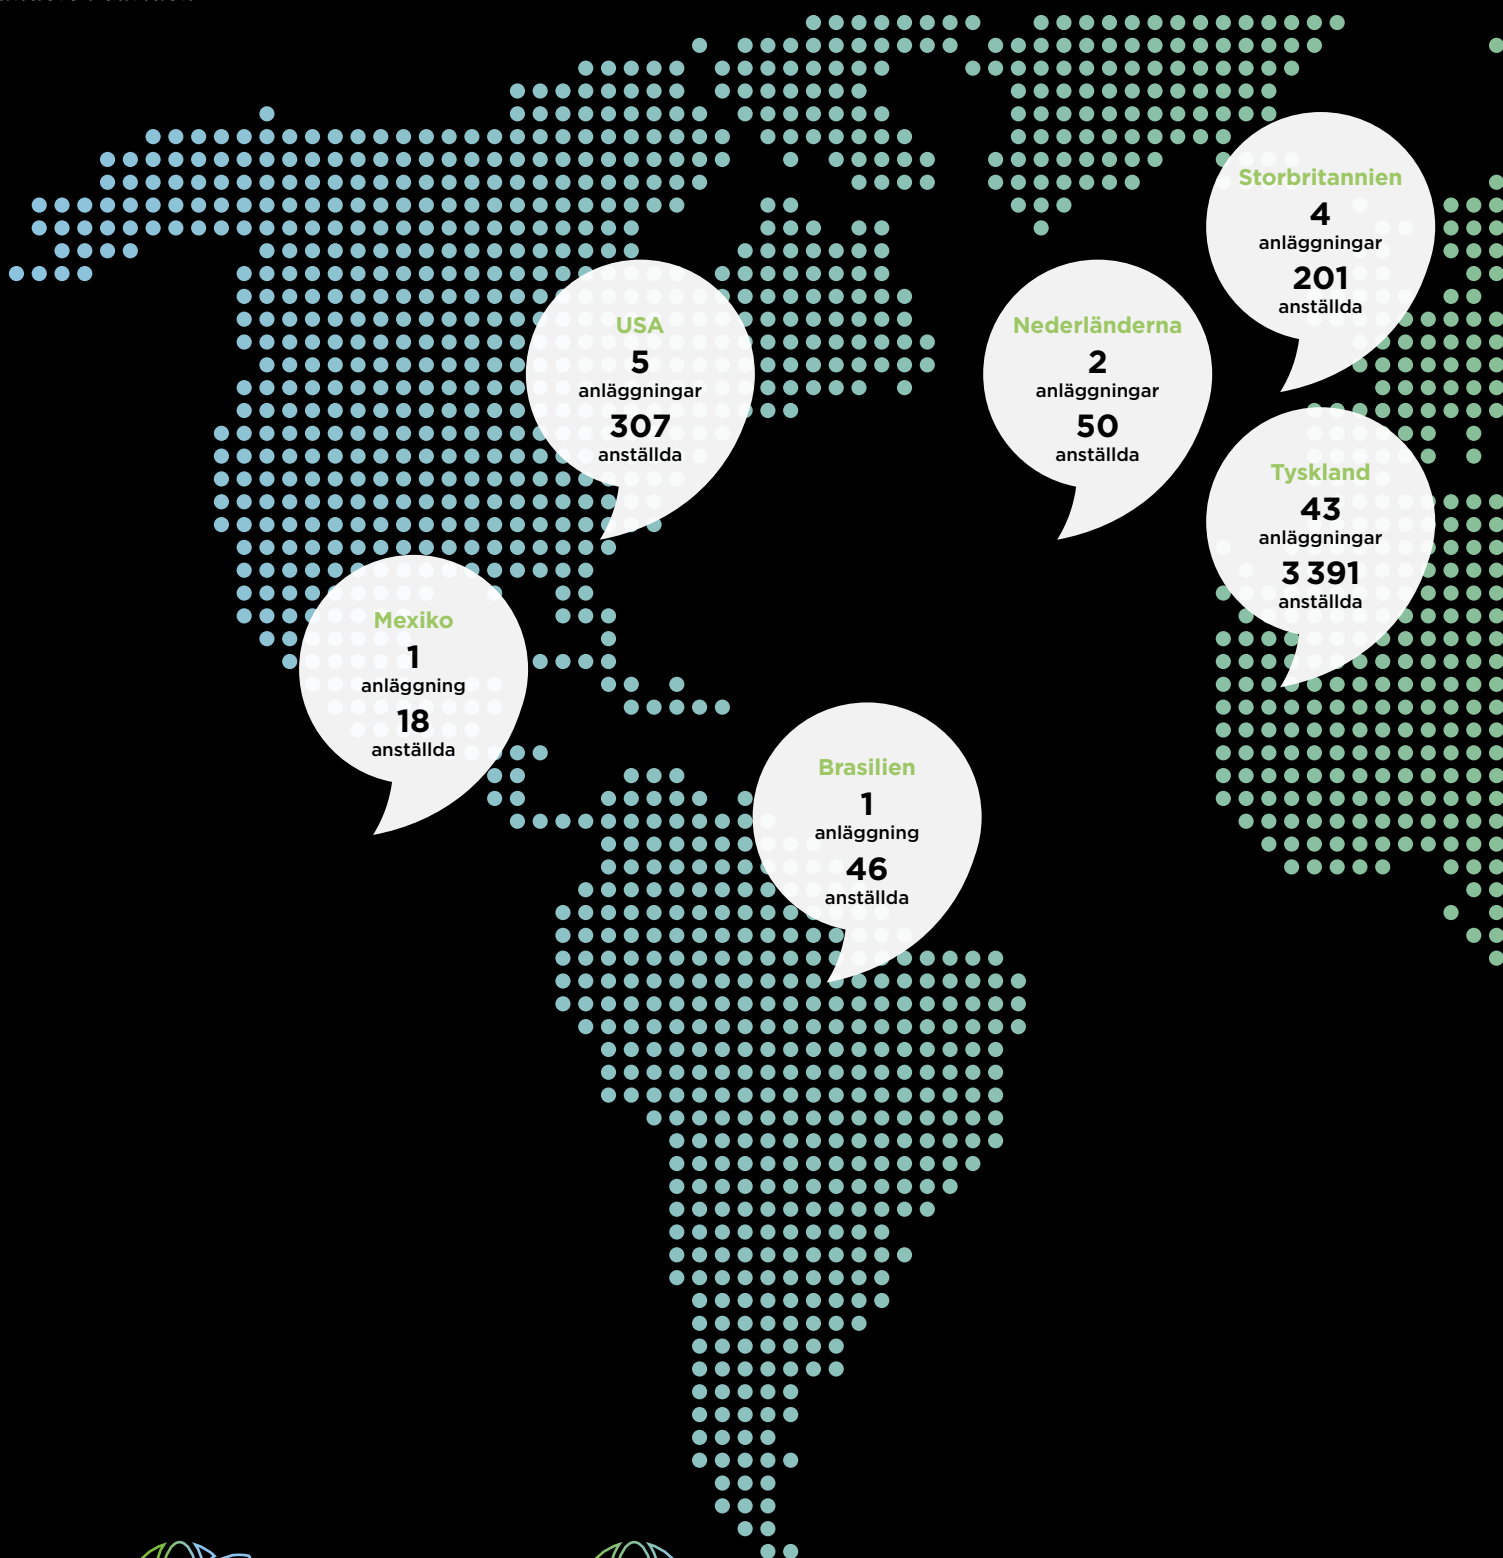 Storbritannien
4
anläggningar
201
anställda
USA
5
anläggningar
307
anställda
Nederländerna
2
anläggningar
50
anställda
Tyskland
43
anläggningar
3 391
anställda
Mexiko
1
anläggning
18
anställda
Brasilien
1
anläggning
46
anställda